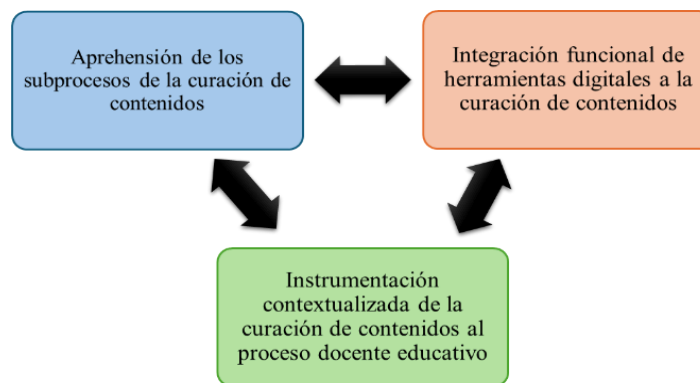 Aprehensión de los
subprocesos de la curación de
contenidos
Integración funcional de
herramientas digitales a la
curación de contenidos
Instrumentación
contextualizada de la
curación de contenidos al
proceso docente educativo